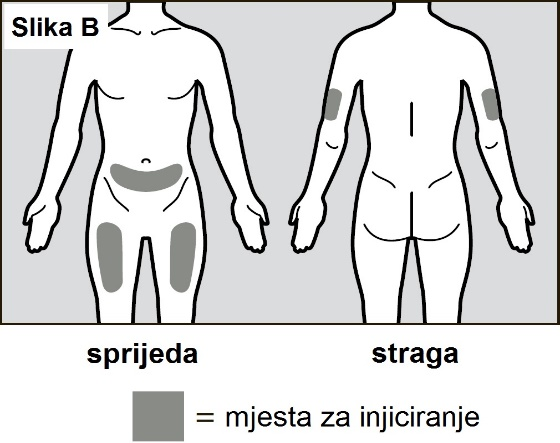 Slika B
sprijeda straga
= mjesta za injiciranje